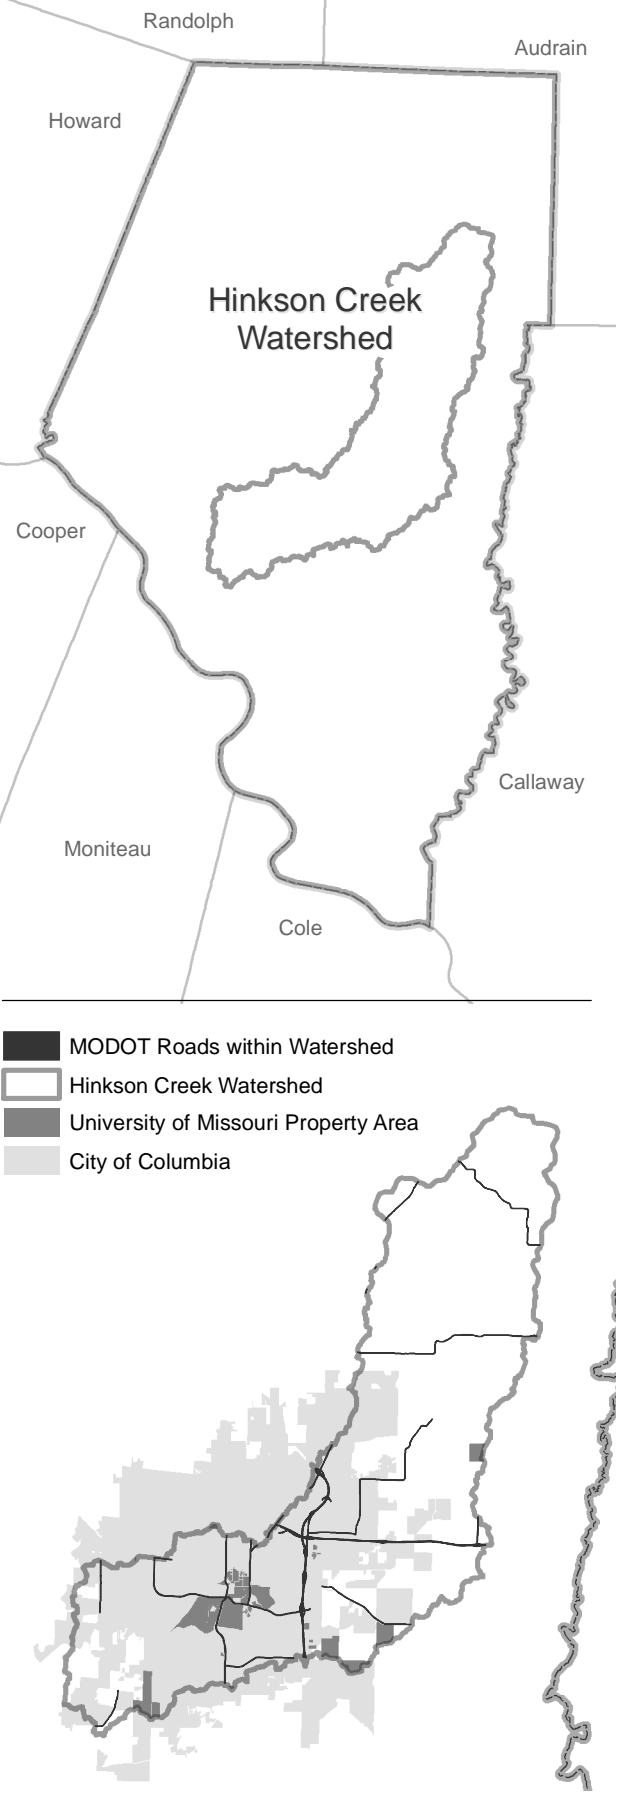 Randolph
Audrain
Howard
Hinkson Creek
Watershed
Cooper
Callaway
Moniteau
Cole
MODOT Roads within Watershed
Hinkson Creek Watershed
University of Missouri Property Area
City of Columbia